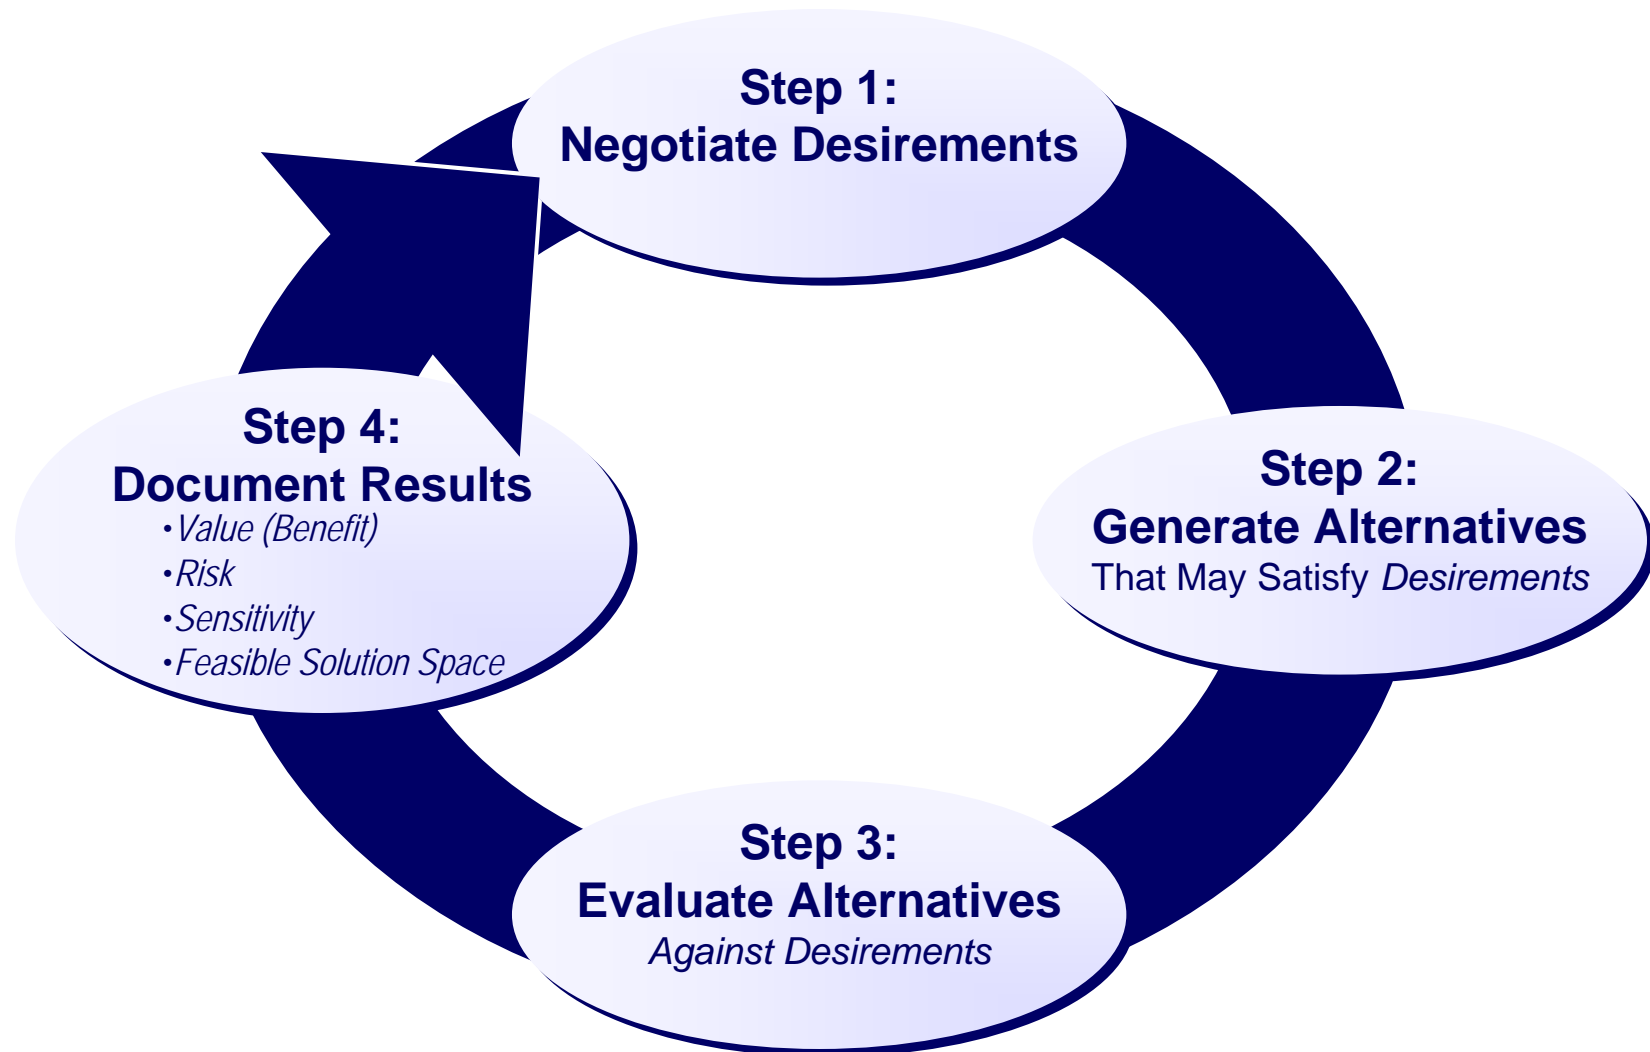 Step 1:
Negotiate Desirements
Step 2:
Generate Alternatives
That May Satisfy Desirements
Step 3:
Evaluate Alternatives
Against Desirements
Step 4:
Document Results
•Value (Benefit)
•Risk
•Sensitivity
•Feasible Solution Space